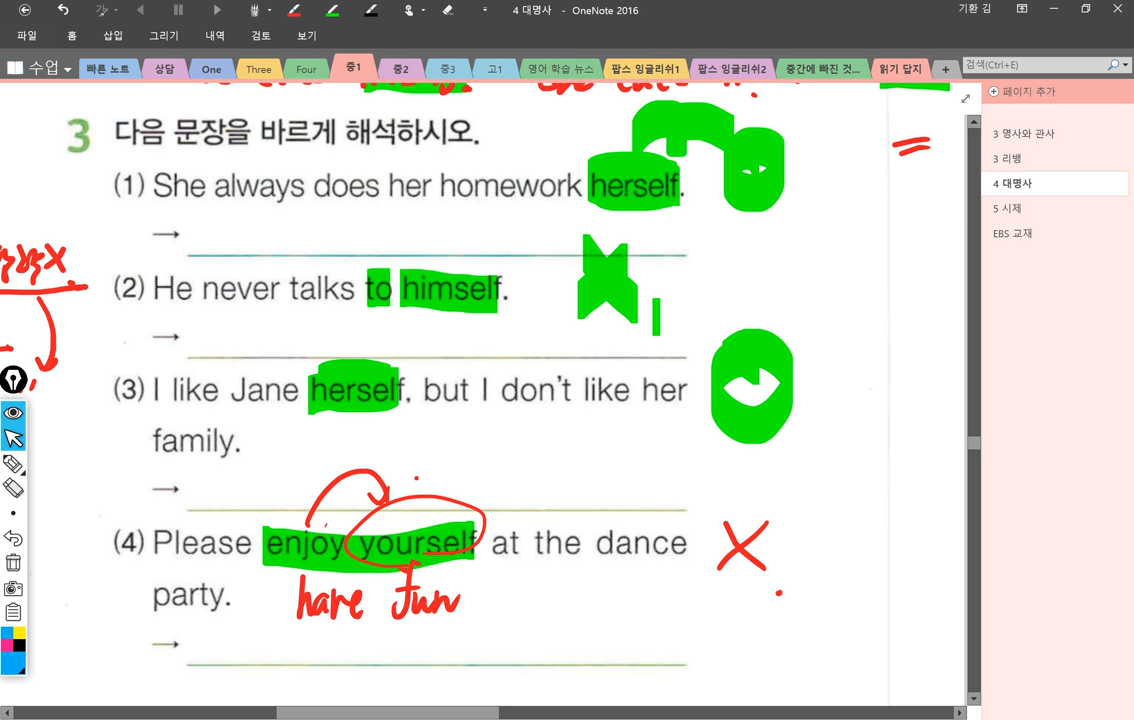 4 대명사 - OneNote 2016
기환 김
파일 홈 삽입 그리기 내역 검토 보기
수업 빠른 노트 상담 One Three Four 중1 중2 중3 고1 영어 학습 뉴스 팝스 잉글리쉬1 팝스 잉글리쉬2 중간에 빠진 것... 읽기 답지 + 검색(Ctrl+E)
페이지 추가
3 명사와 관사
3 리뱅
4 대명사
5 시제
EBS 교재
3 다음 문장을 바르게 해석하시오.
(1) She always does her homework herself.
→
(2) He never talks to himself.
→
(3) I like Jane herself, but I don't like her
family.
→
(4) Please enjoy yourself at the dance
party.
have fun
→